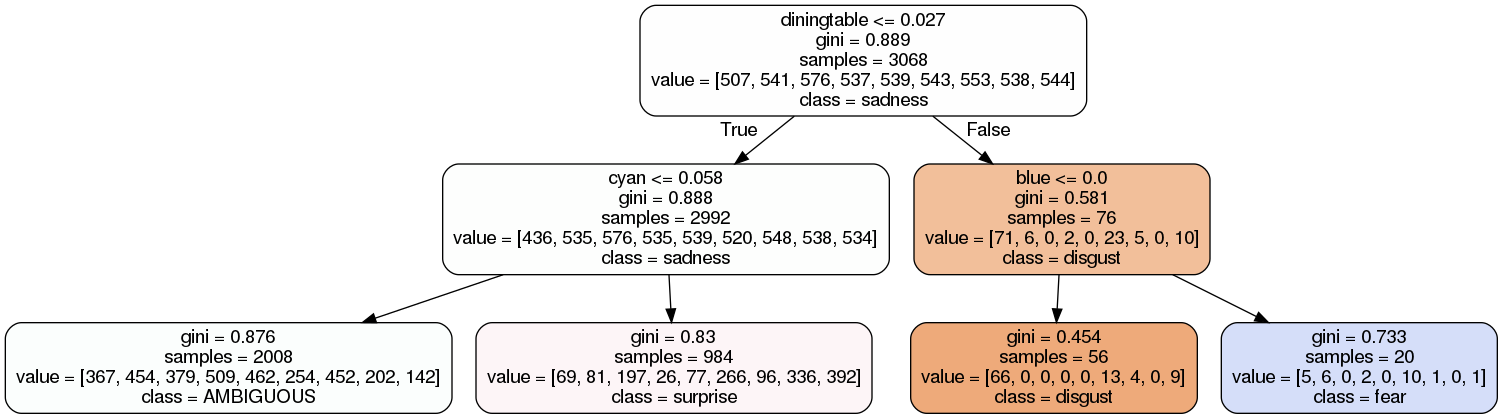 diningtable <= 0.027
gini = 0.889
samples = 3068
value = [507, 541, 576, 537, 539, 543, 553, 538, 544]
class = sadness
True
False
cyan <= 0.058
gini = 0.888
samples = 2992
value = [436, 535, 576, 535, 539, 520, 548, 538, 534]
class = sadness
blue <= 0.0
gini = 0.581
samples = 76
value = [71, 6, 0, 2, 0, 23, 5, 0, 10]
class = disgust
gini = 0.876
samples = 2008
value = [367, 454, 379, 509, 462, 254, 452, 202, 142]
class = AMBIGUOUS
gini = 0.83
samples = 984
value = [69, 81, 197, 26, 77, 266, 96, 336, 392]
class = surprise
gini = 0.454
samples = 56
value = [66, 0, 0, 0, 0, 13, 4, 0, 9]
class = disgust
gini = 0.733
samples = 20
value = [5, 6, 0, 2, 0, 10, 1, 0, 1]
class = fear